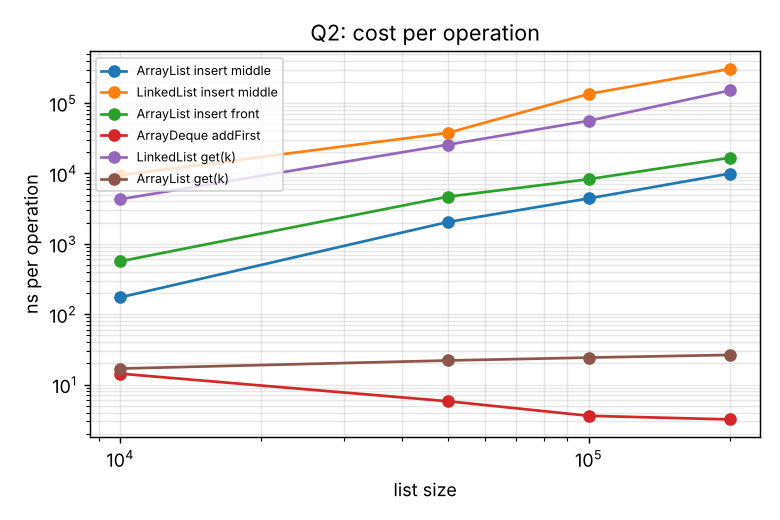 Q2: cost per operation
ArrayList insert middle
LinkedList insert middle
ArrayList insert front
ArrayDeque addFirst
LinkedList get(k)
ArrayList get(k)
ns per operation
10^5
10^4
10^3
10^2
10^1
10^4
10^5
list size